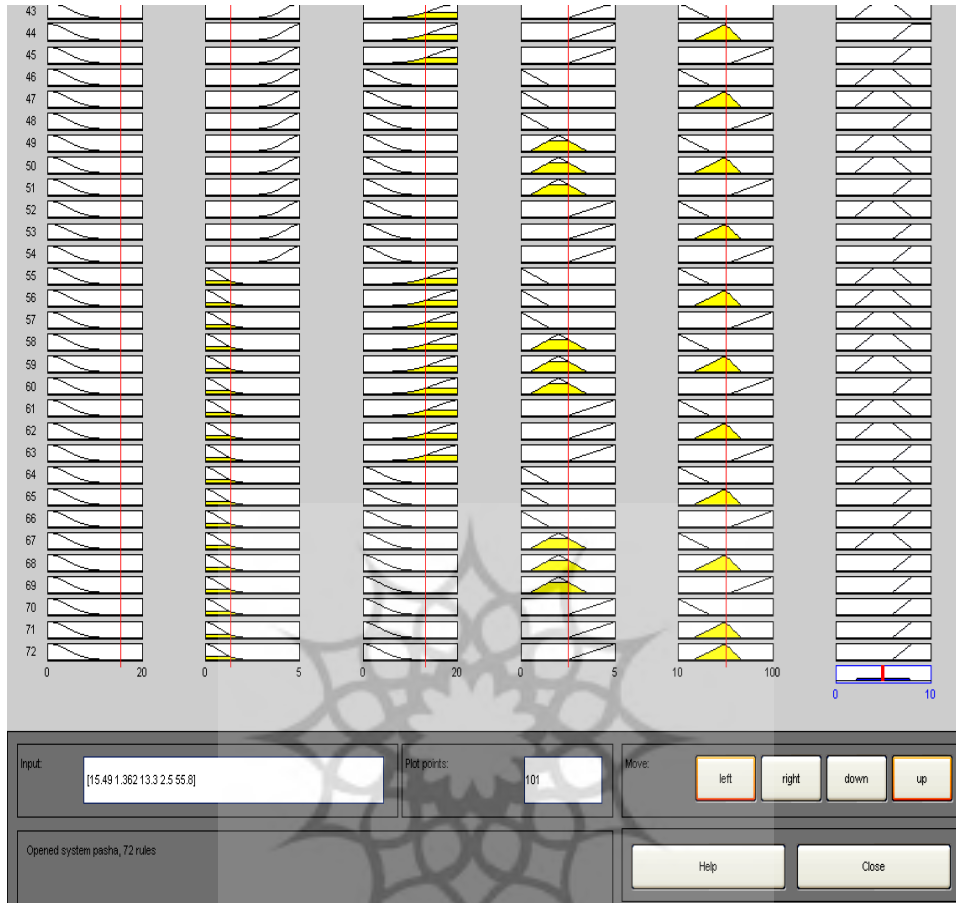 43
44
45
46
47
48
49
50
51
52
53
54
55
56
57
58
59
60
61
62
63
64
65
66
67
68
69
70
71
72
0 20 0 5 0 20 0 5 10 100
0 10
Input:
[15.49 1.362 13.3 2.5 55.8]
Plot points:
101
Move:
left
right
down
up
Opened system pasha, 72 rules
Help
Close